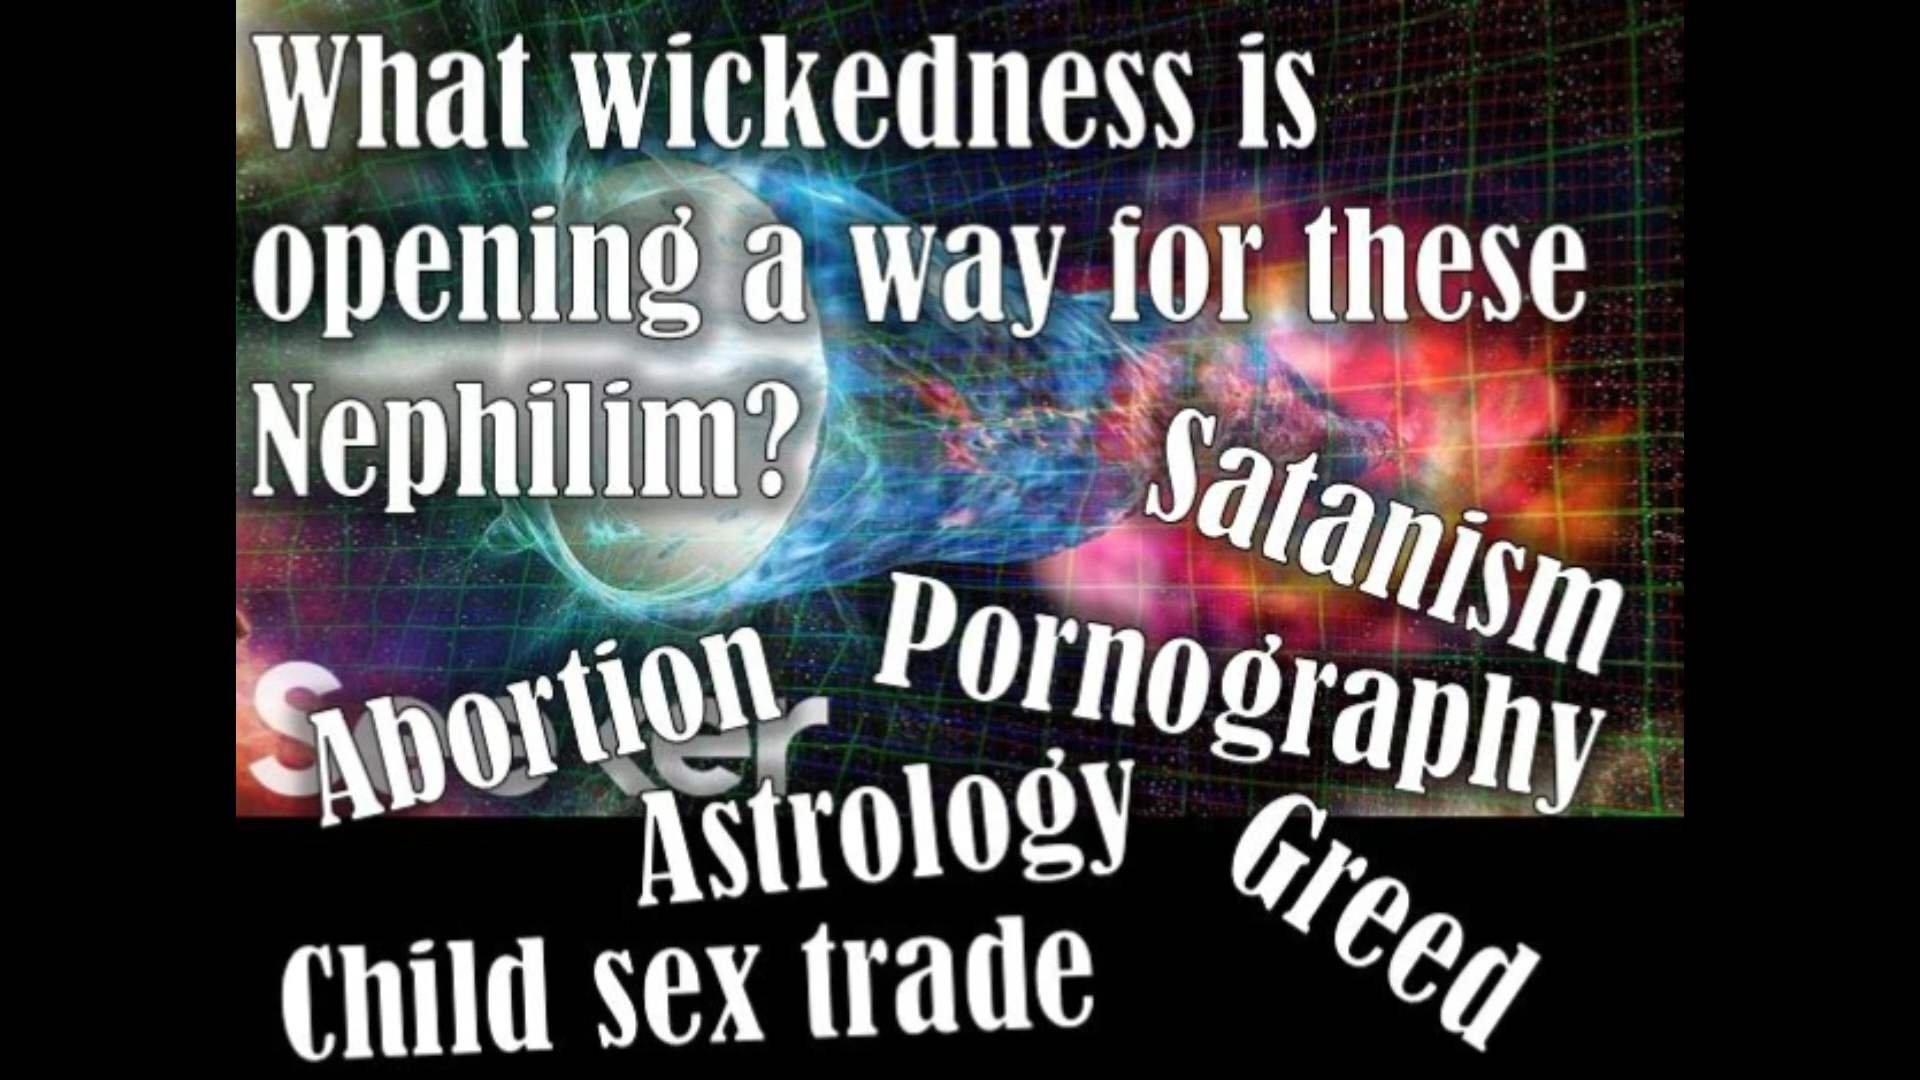 What wickedness is
opening a way for these
Nephilim?
Satanism
Pornography
Abortion
Astrology
Greed
Child sex trade